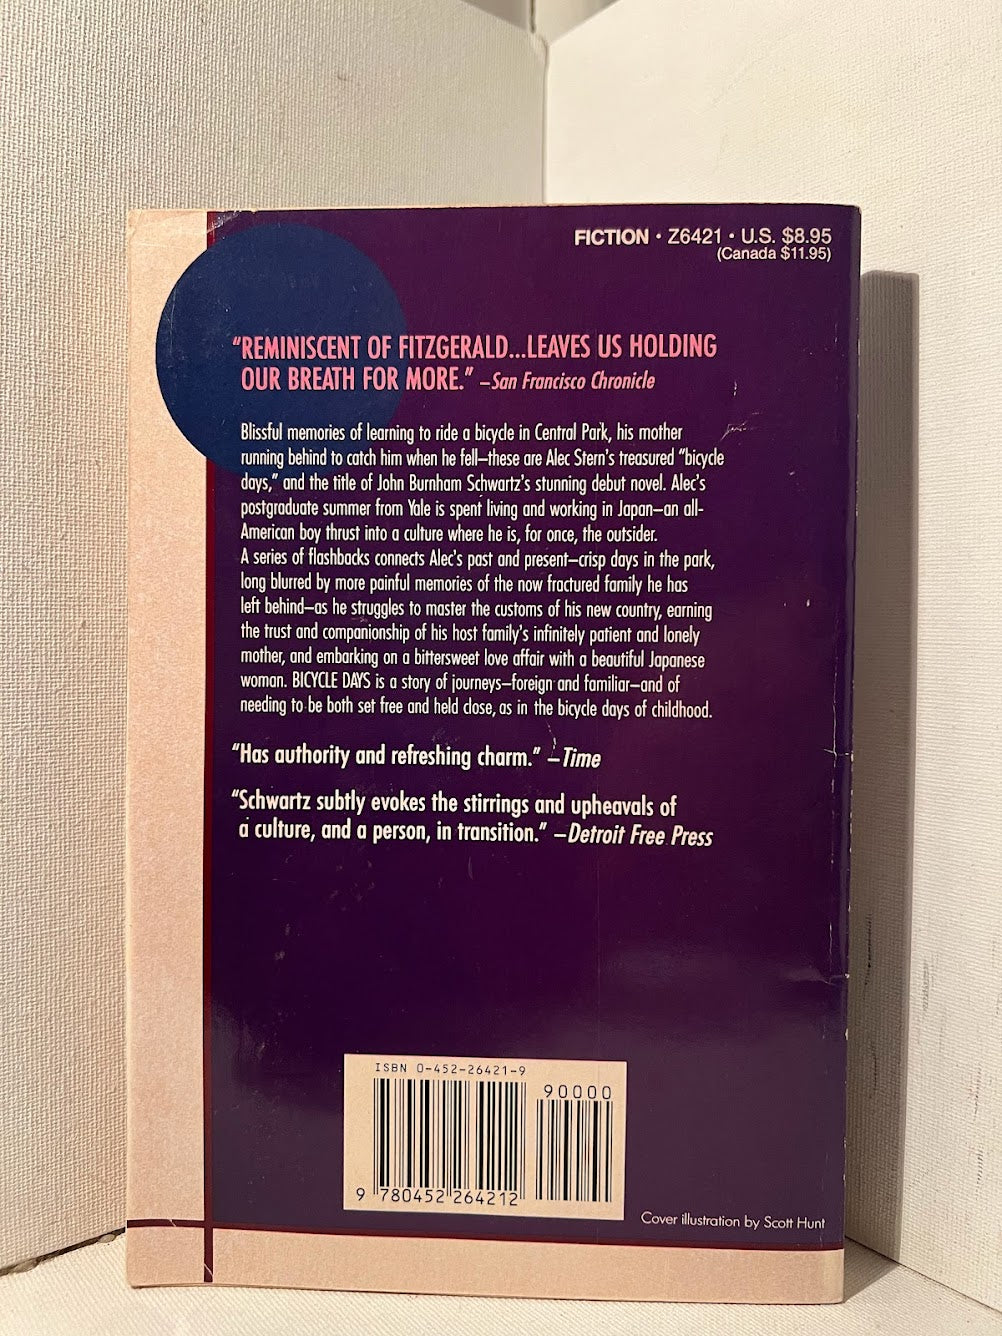 FICTION • Z6421 • U.S. $8.95
(Canada $11.95)
“REMINISCENT OF FITZGERALD...LEAVES US HOLDING
OUR BREATH FOR MORE.” –San Francisco Chronicle
Blissful memories of learning to ride a bicycle in Central Park, his mother
running behind to catch him when he fell—these are Alec Stern's treasured “bicycle
days,” and the title of John Burnham Schwartz's stunning debut novel. Alec's
postgraduate summer from Yale is spent living and working in Japan—an all-
American boy thrust into a culture where he is, for once, the outsider.
A series of flashbacks connects Alec's past and present—crisp days in the park,
long blurred by more painful memories of the now fractured family he has
left behind—as he struggles to master the customs of his new country, earning
the trust and companionship of his host family's infinitely patient and lonely
mother, and embarking on a bittersweet love affair with a beautiful Japanese
woman. BICYCLE DAYS is a story of journeys—foreign and familiar—and of
needing to be both set free and held close, as in the bicycle days of childhood.
“Has authority and refreshing charm.” –Time
“Schwartz subtly evokes the stirrings and upheavals of
a culture, and a person, in transition.” –Detroit Free Press
ISBN 0-452-26421-9
90000
9 780452 264212
Cover illustration by Scott Hunt